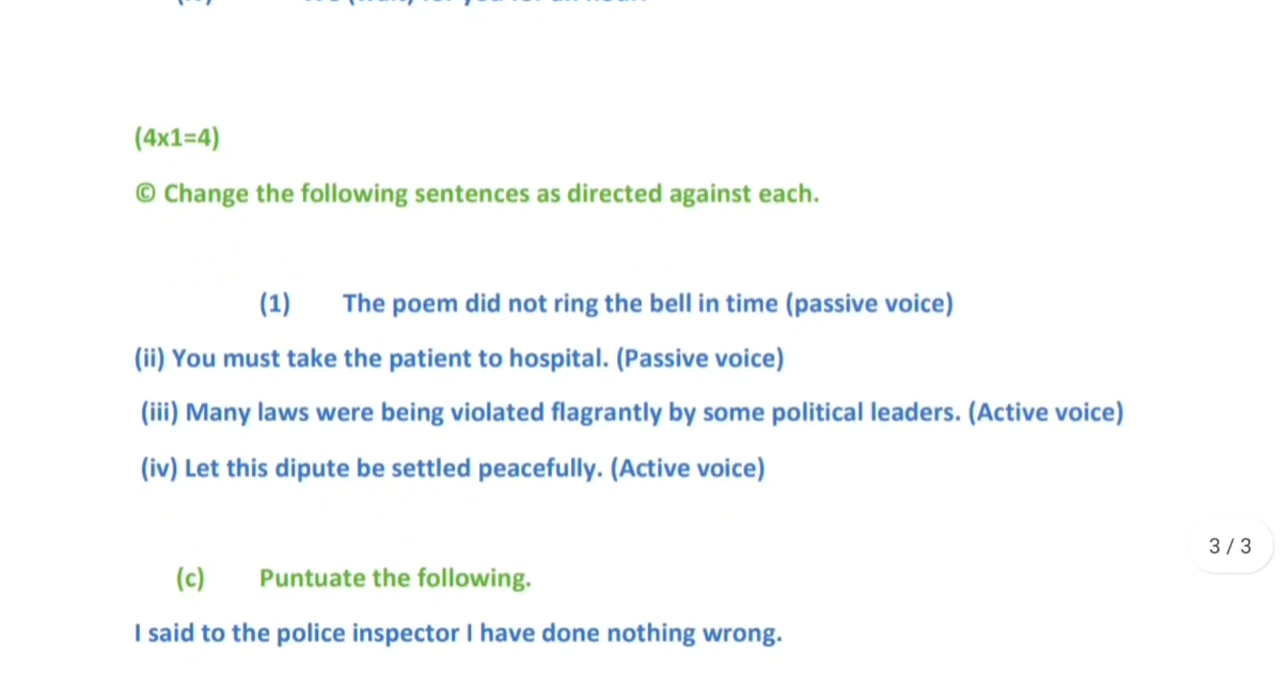 (4x1=4)
© Change the following sentences as directed against each.
(1) The poem did not ring the bell in time (passive voice)
(ii) You must take the patient to hospital. (Passive voice)
(iii) Many laws were being violated flagrantly by some political leaders. (Active voice)
(iv) Let this dipute be settled peacefully. (Active voice)
3 / 3
(c) Puntuate the following.
I said to the police inspector I have done nothing wrong.